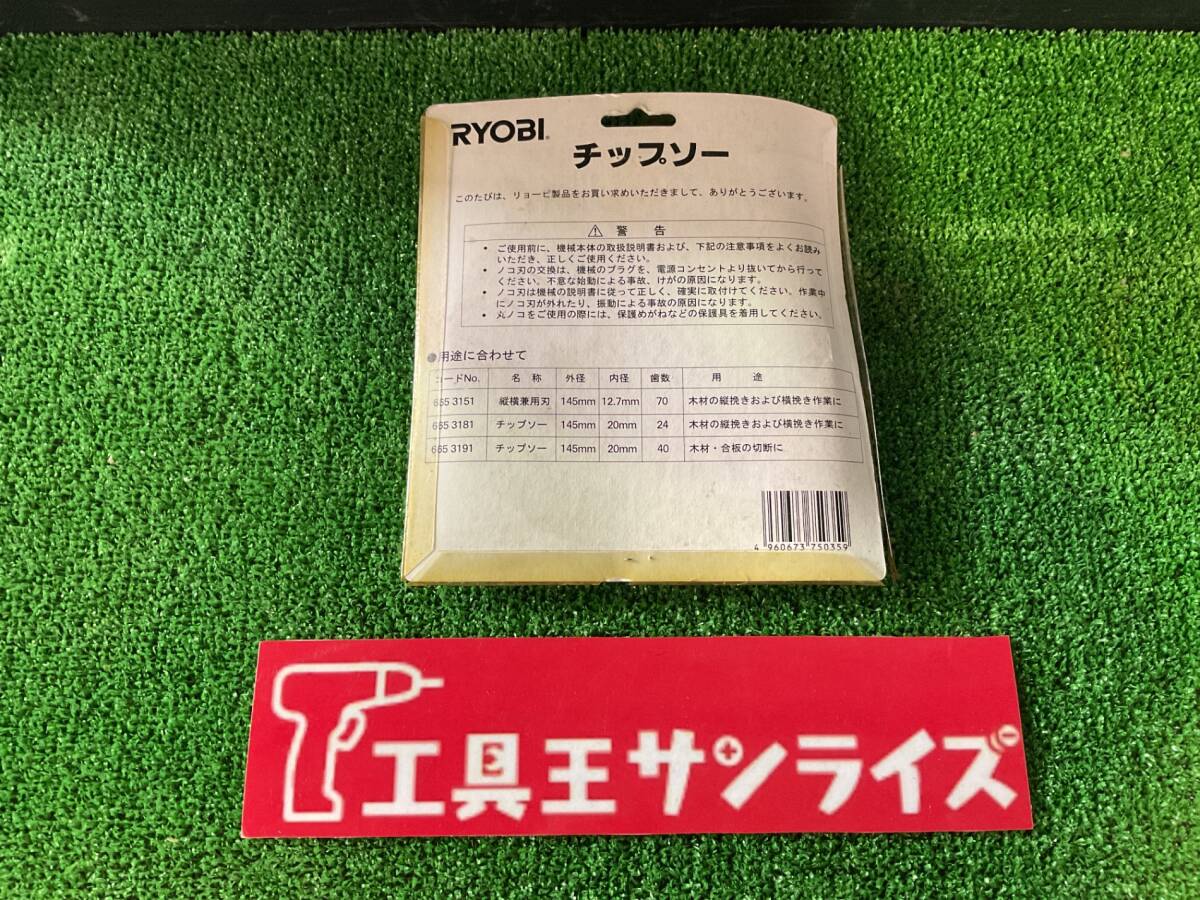 RYOBI®
チップソー
このたびは、リョービ製品をお買い求めいただきまして、ありがとうございます。
⚠ 警 告
• ご使用前に、機械本体の取扱説明書および、下記の注意事項をよくお読み
いただき、正しくご使用ください。
• ノコ刃の交換は、機械のプラグを、電源コンセントより抜いてから行って
ください。不意な始動による事故、けがの原因になります。
• ノコ刃は機械の説明書に従って正しく、確実に取付けてください。作業中
にノコ刃が外れたり、振動による事故の原因になります。
• 丸ノコをご使用の際には、保護めがねなどの保護具を着用してください。
●用途に合わせて
コードNo. 名 称 外径 内径 歯数 用 途
665 3151 縦横兼用刃 145mm 12.7mm 70 木材の縦挽きおよび横挽き作業に
665 3181 チップソー 145mm 20mm 24 木材の縦挽きおよび横挽き作業に
665 3191 チップソー 145mm 20mm 40 木材・合板の切断に
4 960673 750359
工具王サンライズ